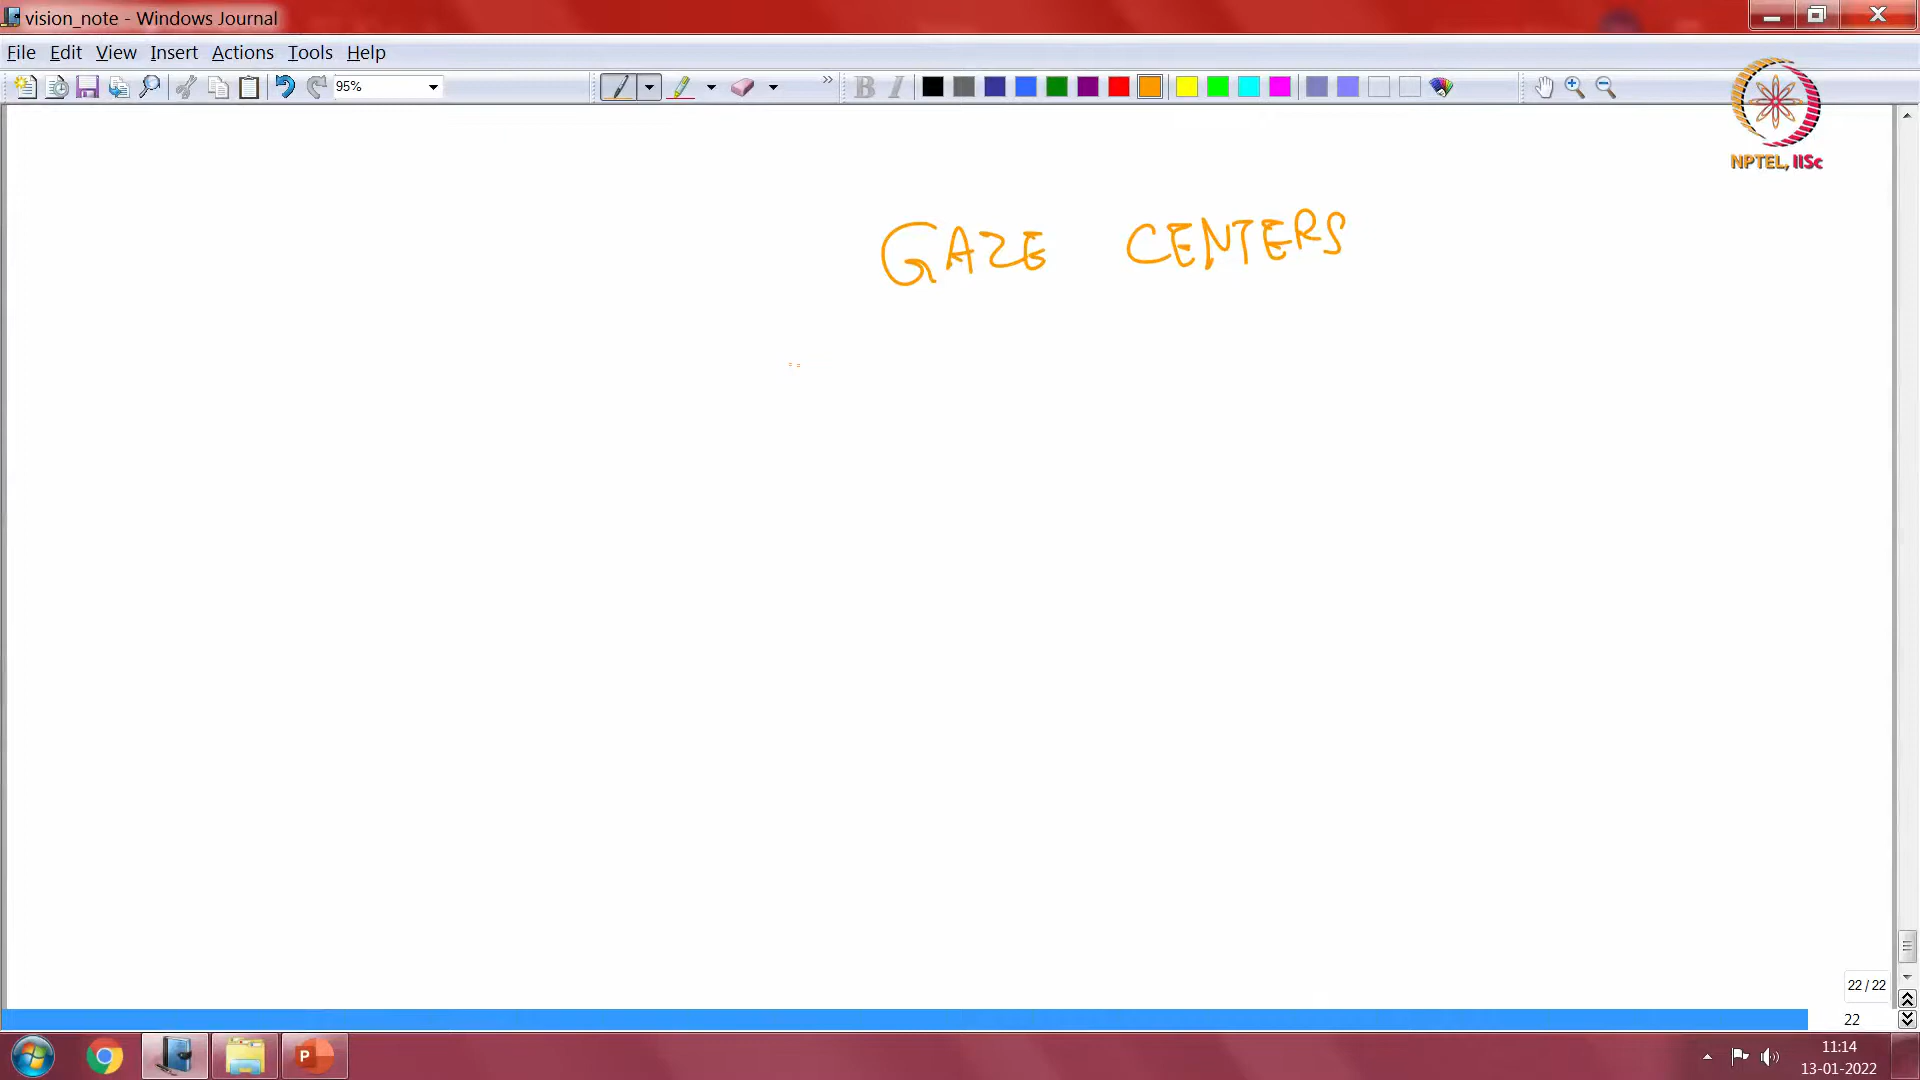 vision_note - Windows Journal
File Edit View Insert Actions Tools Help
95%
B I
NPTEL, IISc
GAZE CENTERS
22 / 22
22
P
11:14
13-01-2022